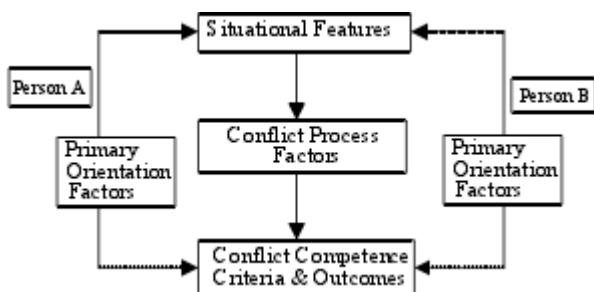 Situational Features
Person A
Person B
Conflict Process
Factors
Primary
Orientation
Factors
Primary
Orientation
Factors
Conflict Competence
Criteria & Outcomes